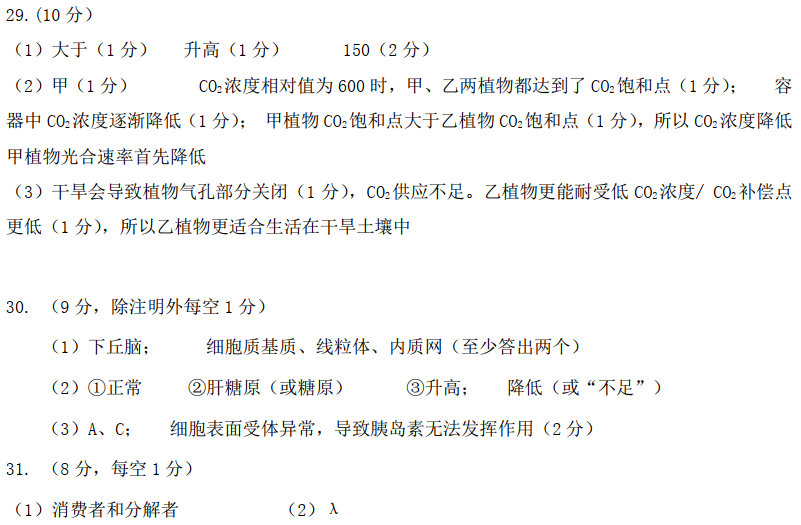 29.(10 分)
（1）大于（1 分） 升高（1 分） 150（2 分）
（2）甲（1 分） CO₂浓度相对值为 600 时，甲、乙两植物都达到了 CO₂饱和点（1 分）； 容
器中 CO₂浓度逐渐降低（1 分）； 甲植物 CO₂饱和点大于乙植物 CO₂饱和点（1 分），所以 CO₂浓度降低
甲植物光合速率首先降低
（3）干旱会导致植物气孔部分关闭（1 分），CO₂供应不足。乙植物更能耐受低 CO₂浓度/ CO₂补偿点
更低（1 分），所以乙植物更适合生活在干旱土壤中
30. （9 分，除注明外每空 1 分）
（1）下丘脑； 细胞质基质、线粒体、内质网（至少答出两个）
（2）①正常 ②肝糖原（或糖原） ③升高； 降低（或“不足”）
（3）A、C； 细胞表面受体异常，导致胰岛素无法发挥作用（2 分）
31. （8 分，每空 1 分）
（1）消费者和分解者 （2）λ